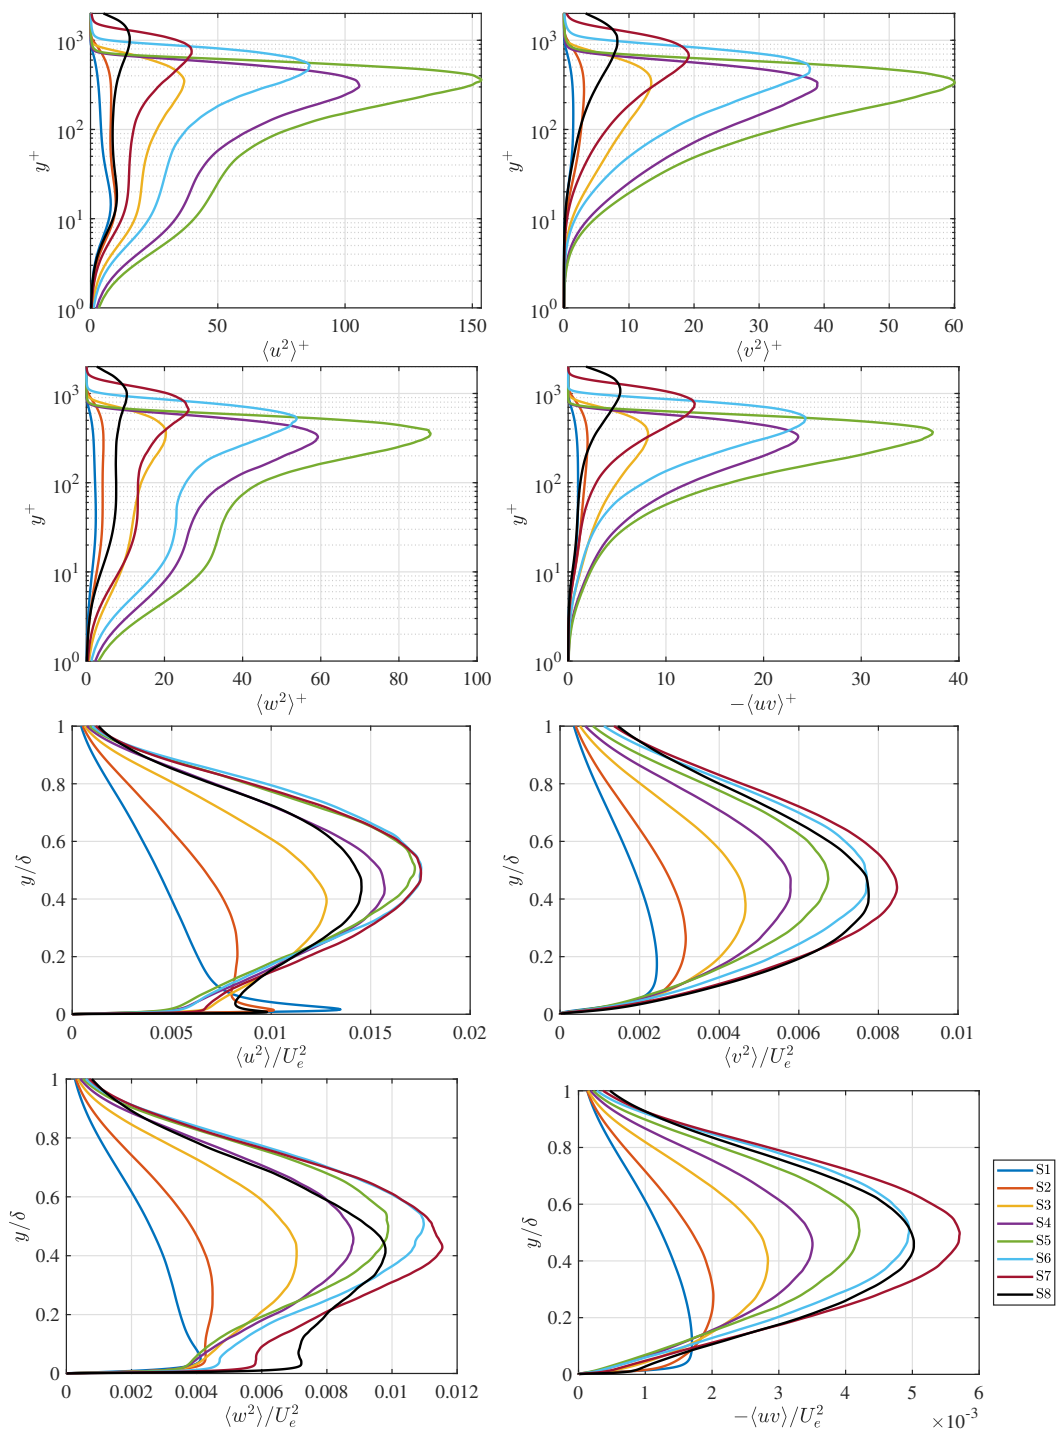 10^3
10^2
10^1
10^0
y^+
0 50 100 150
⟨u^2⟩^+
10^3
10^2
10^1
10^0
y^+
0 10 20 30 40 50 60
⟨v^2⟩^+
10^3
10^2
10^1
10^0
y^+
0 20 40 60 80 100
⟨w^2⟩^+
10^3
10^2
10^1
10^0
y^+
0 10 20 30 40
−⟨uv⟩^+
1
0.8
0.6
0.4
0.2
0
y/δ
0 0.005 0.01 0.015 0.02
⟨u^2⟩/U_e^2
1
0.8
0.6
0.4
0.2
0
y/δ
0 0.002 0.004 0.006 0.008 0.01
⟨v^2⟩/U_e^2
1
0.8
0.6
0.4
0.2
0
y/δ
0 0.002 0.004 0.006 0.008 0.01 0.012
⟨w^2⟩/U_e^2
1
0.8
0.6
0.4
0.2
0
y/δ
0 1 2 3 4 5 6
−⟨uv⟩/U_e^2
×10^-3
S1
S2
S3
S4
S5
S6
S7
S8